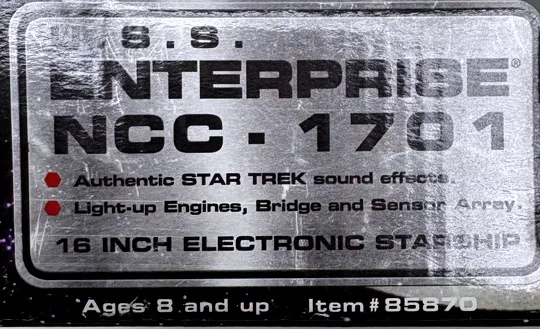 U.S.S.
ENTERPRISE®
NCC-1701
Authentic STAR TREK sound effects.
Light-up Engines, Bridge and Sensor Array.
16 INCH ELECTRONIC STARSHIP
Ages 8 and up Item #85870